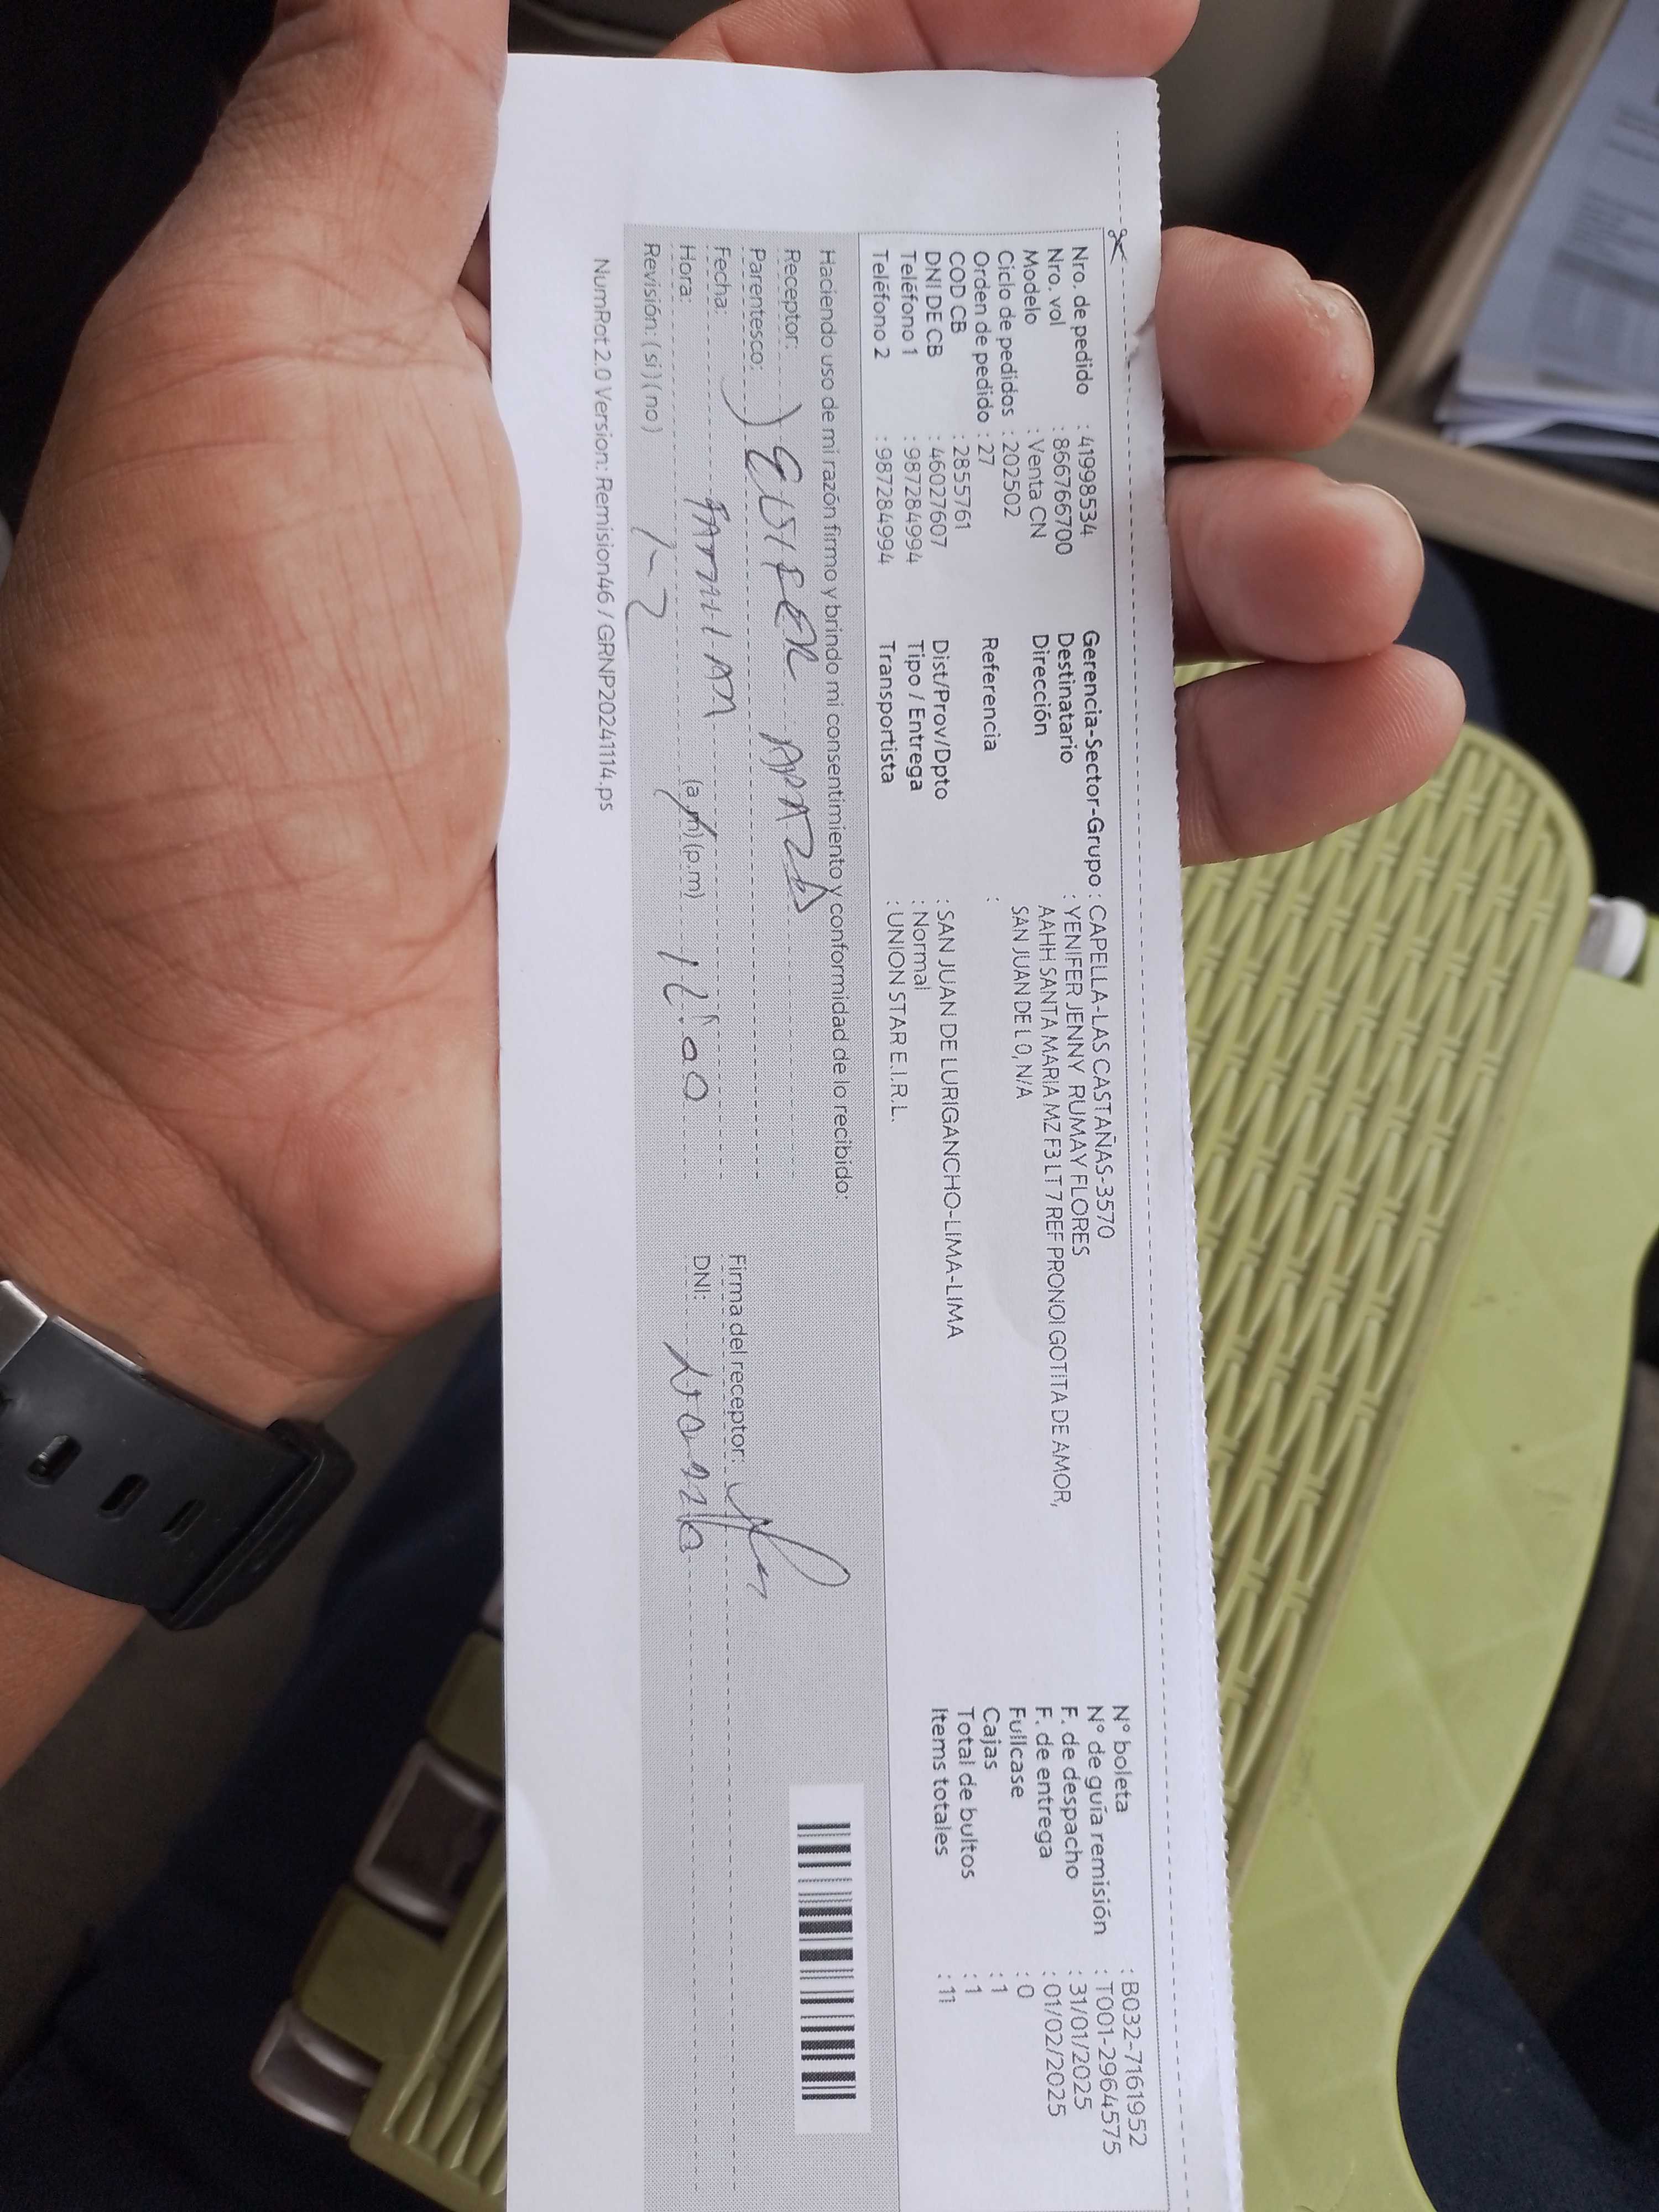 Nro. de pedido : 41998534
Nro. vol : 866766700
Modelo : Venta CN
Ciclo de pedidos : 202502
Orden de pedido : 27
COD CB : 2855761
DNI DE CB : 46027607
Teléfono 1 : 987284994
Teléfono 2 : 987284994
Gerencia-Sector-Grupo : CAPELLA-LAS CASTAÑAS-3570
Destinatario : YENIFER JENNY RUMAY FLORES
Dirección AAHH SANTA MARIA MZ F3 LT 7 REF PRONOI GOTITA DE AMOR,
SAN JUAN DE L 0, N/A
Referencia :
Dist/Prov/Dpto : SAN JUAN DE LURIGANCHO-LIMA-LIMA
Tipo / Entrega : Normal
Transportista : UNION STAR E.I.R.L.
N° boleta : B032-7161952
N° de guía remisión : T001-2964575
F. de despacho : 31/01/2025
F. de entrega : 01/02/2025
Fullcase : 0
Cajas : 1
Total de bultos : 1
Items totales : 11
Haciendo uso de mi razón firmo y brindo mi consentimiento y conformidad de lo recibido:
Receptor:
Parentesco:
Fecha:
Hora: (a.m) (p.m) 12:00
Revisión: ( si ) ( no ) 1-2
Firma del receptor:
DNI:
NumRot 2.0 Version: Remision46 / GRNP20241114.ps